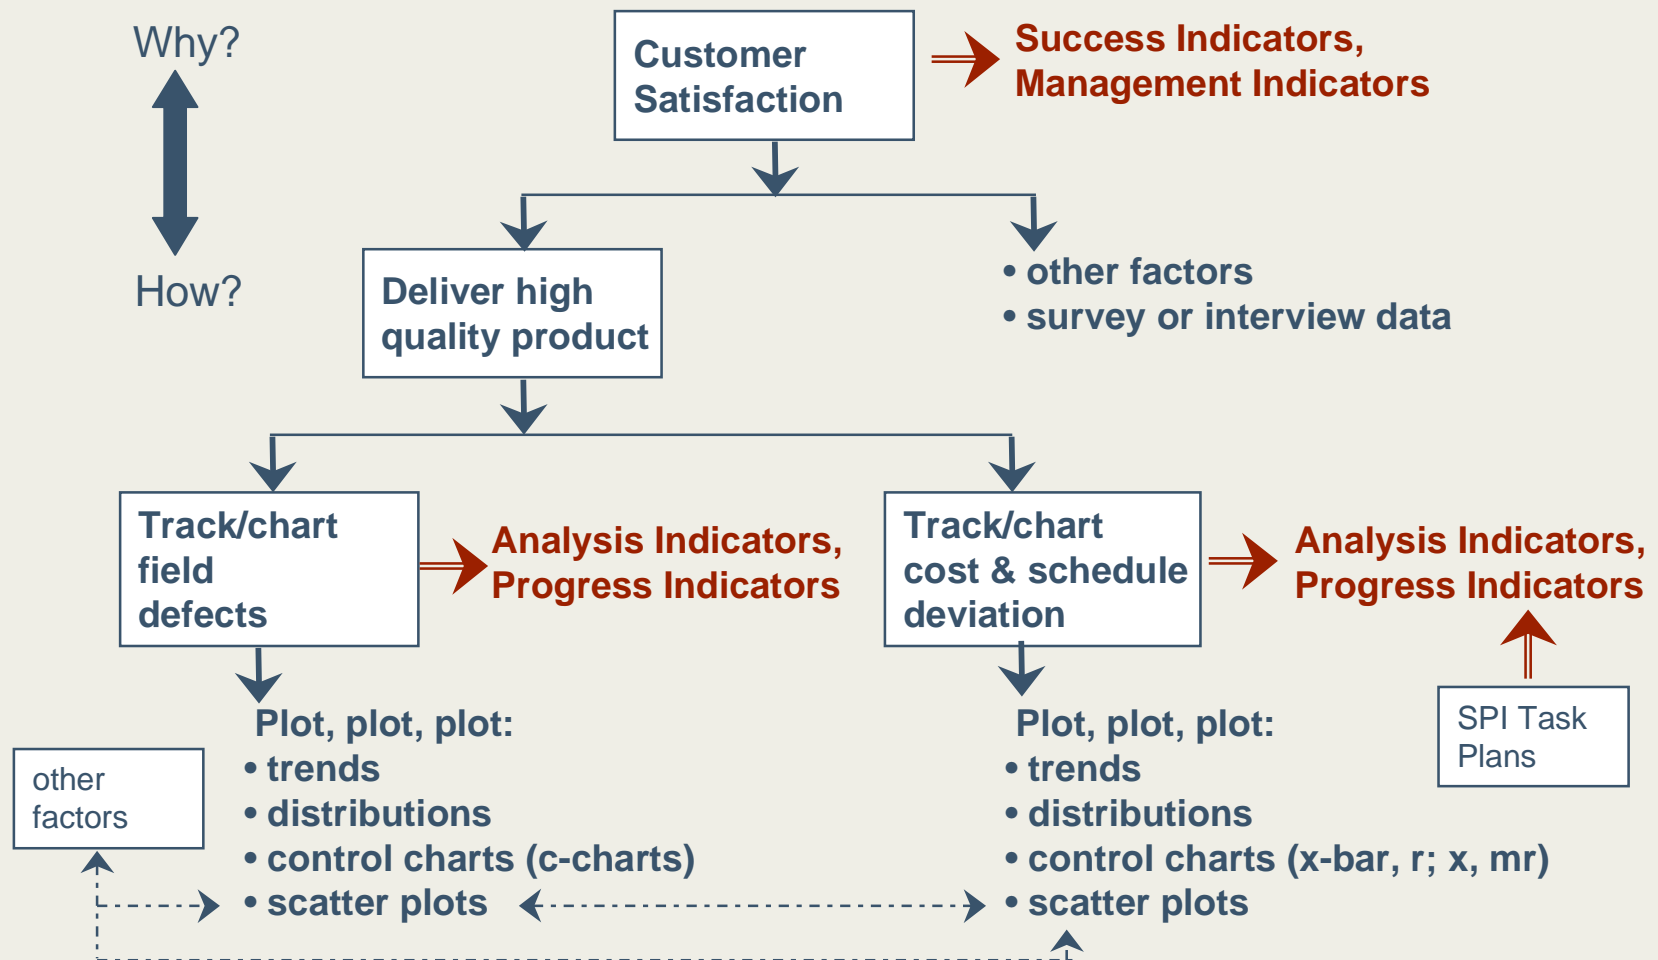 Why?
Customer
Satisfaction
Success Indicators,
Management Indicators
How?
Deliver high
quality product
• other factors
• survey or interview data
Track/chart
field
defects
Analysis Indicators,
Progress Indicators
Track/chart
cost & schedule
deviation
Analysis Indicators,
Progress Indicators
other
factors
Plot, plot, plot:
• trends
• distributions
• control charts (c-charts)
• scatter plots
Plot, plot, plot:
• trends
• distributions
• control charts (x-bar, r; x, mr)
• scatter plots
SPI Task
Plans